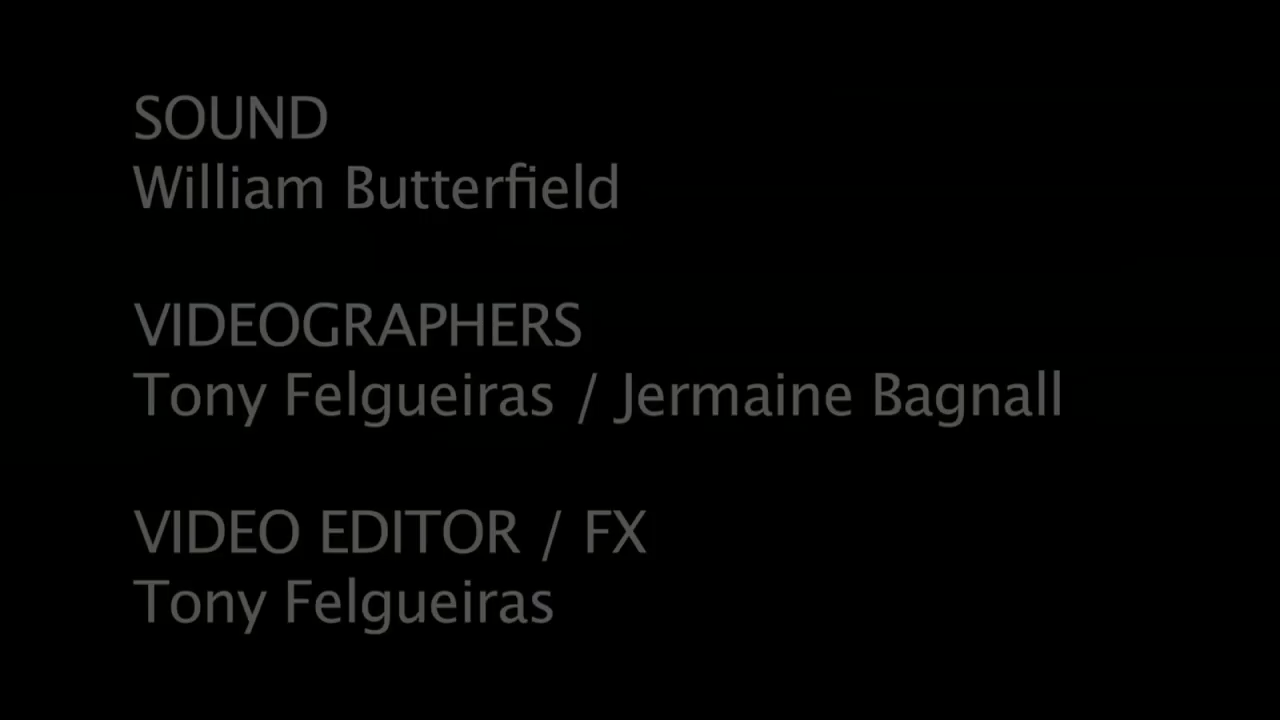 SOUND
William Butterfield
VIDEOGRAPHERS
Tony Felgueiras / Jermaine Bagnall
VIDEO EDITOR / FX
Tony Felgueiras